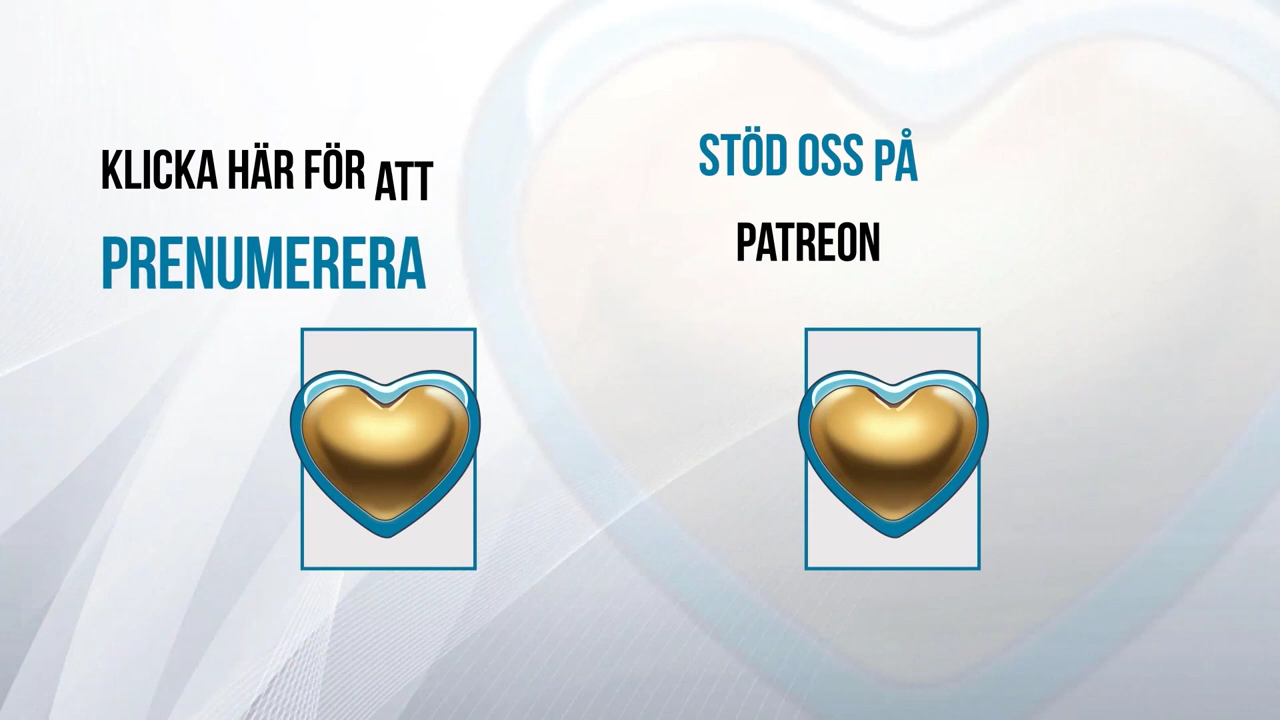 KLICKA HÄR FÖR ATT
PRENUMERERA
STÖD OSS PÅ
PATREON